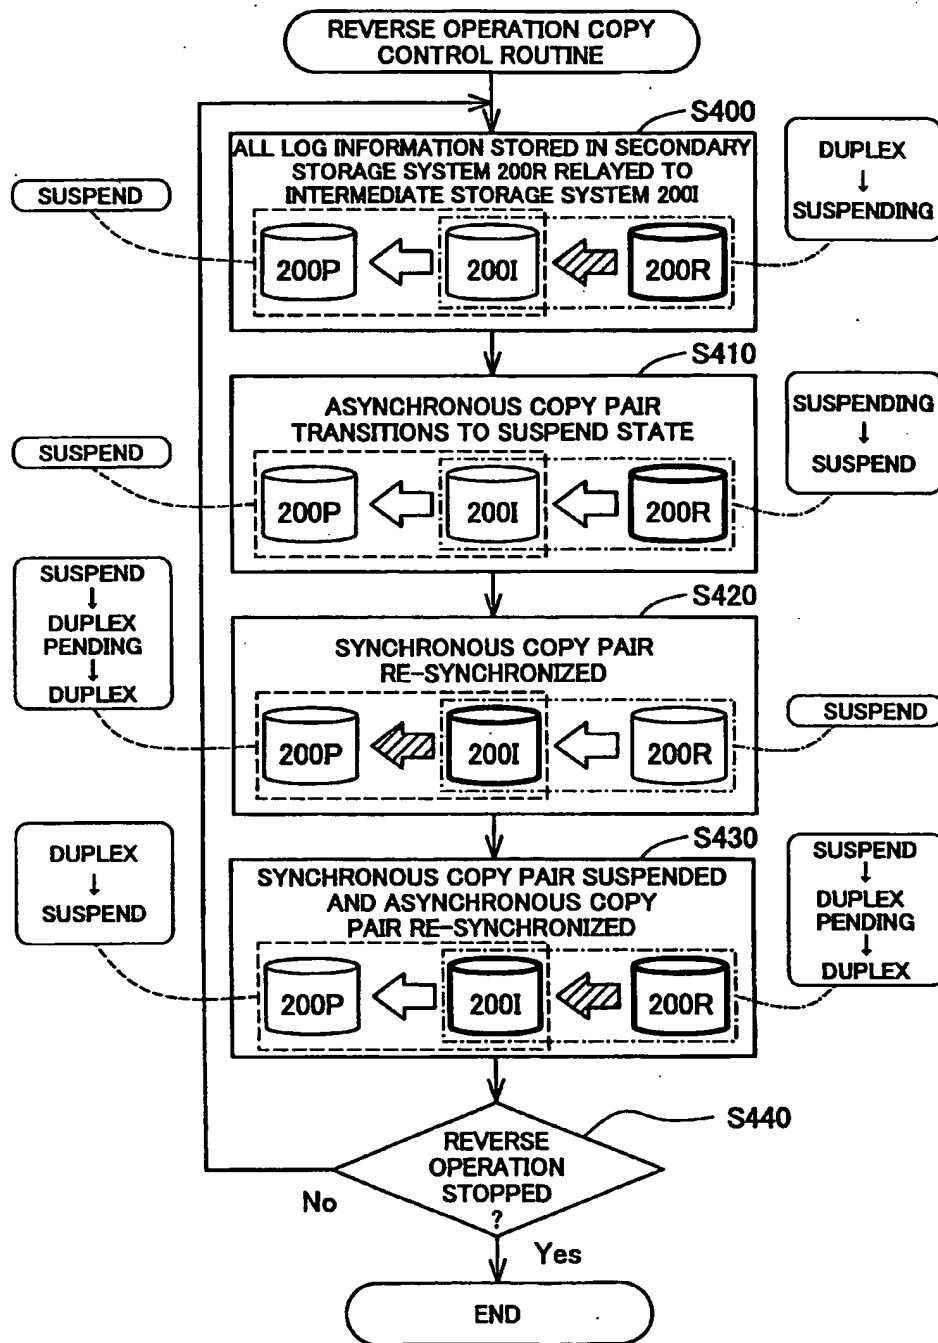 REVERSE OPERATION COPY
CONTROL ROUTINE
S400
ALL LOG INFORMATION STORED IN SECONDARY
STORAGE SYSTEM 200R RELAYED TO
INTERMEDIATE STORAGE SYSTEM 200I
SUSPEND
DUPLEX
↓
SUSPENDING
200P
200I
200R
S410
ASYNCHRONOUS COPY PAIR
TRANSITIONS TO SUSPEND STATE
SUSPEND
SUSPENDING
↓
SUSPEND
200P
200I
200R
S420
SYNCHRONOUS COPY PAIR
RE-SYNCHRONIZED
SUSPEND
↓
DUPLEX
PENDING
↓
DUPLEX
SUSPEND
200P
200I
200R
S430
SYNCHRONOUS COPY PAIR SUSPENDED
AND ASYNCHRONOUS COPY
PAIR RE-SYNCHRONIZED
DUPLEX
↓
SUSPEND
SUSPEND
↓
DUPLEX
PENDING
↓
DUPLEX
200P
200I
200R
S440
REVERSE
OPERATION
STOPPED
?
No
Yes
END